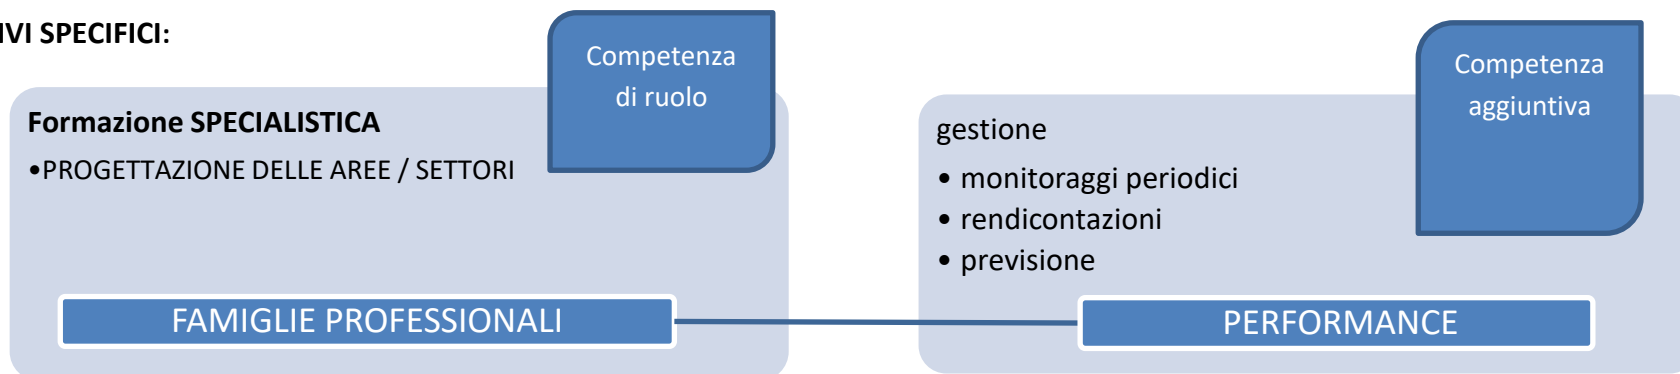 IVI SPECIFICI:
Competenza
di ruolo
Formazione SPECIALISTICA
•PROGETTAZIONE DELLE AREE / SETTORI
FAMIGLIE PROFESSIONALI
Competenza
aggiuntiva
gestione
• monitoraggi periodici
• rendicontazioni
• previsione
PERFORMANCE